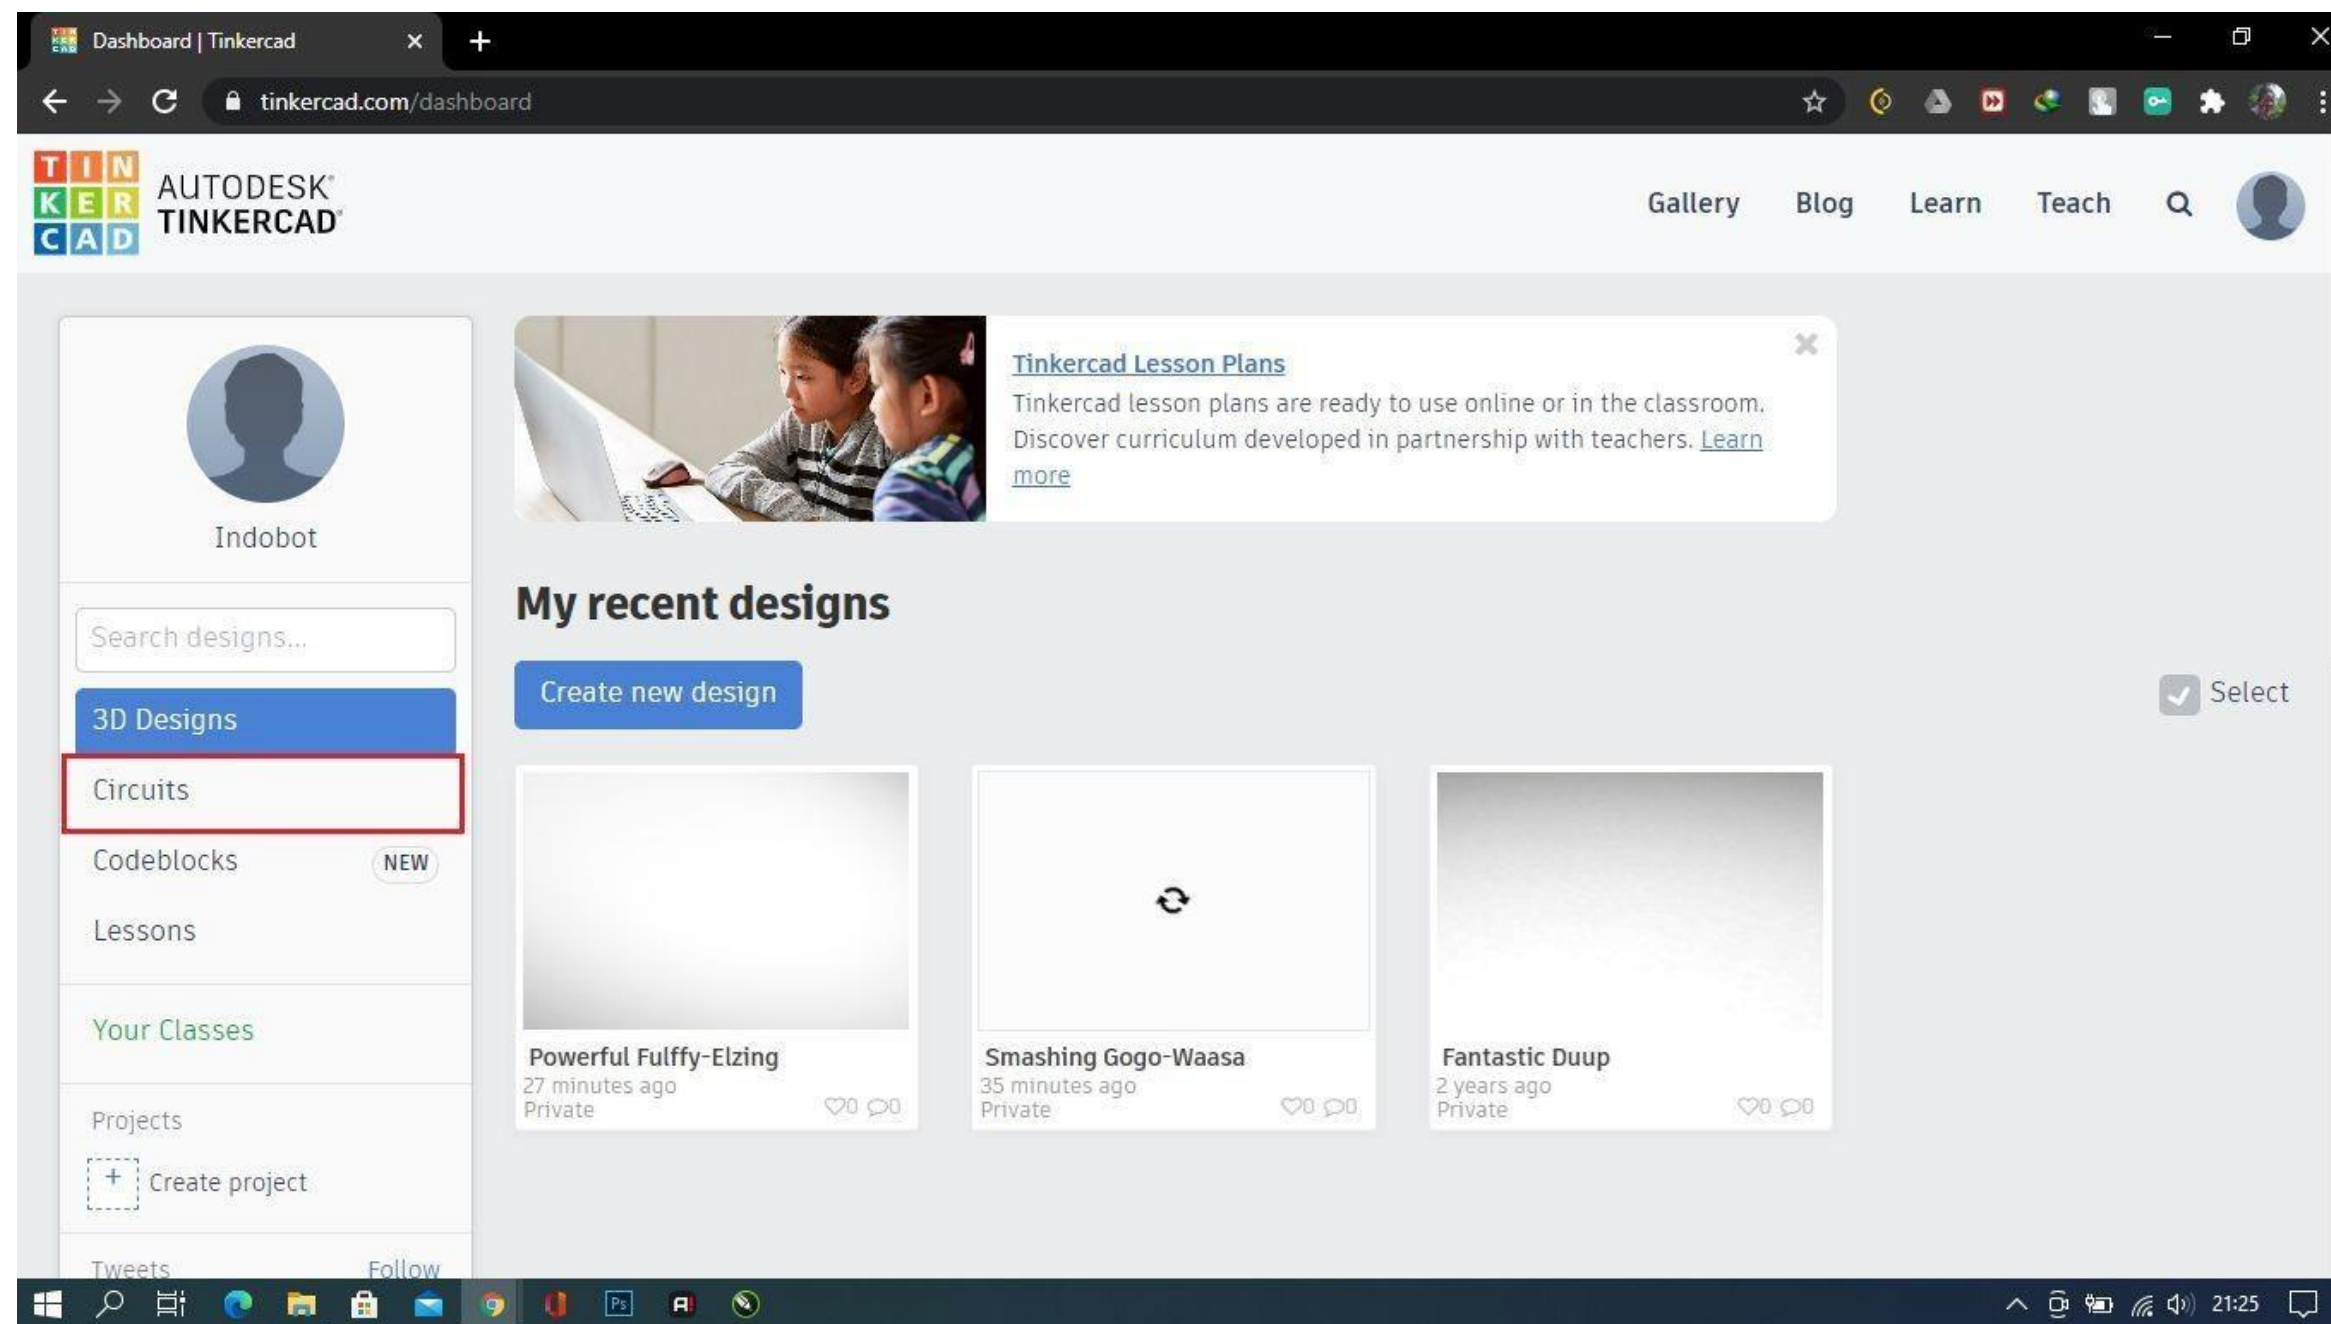 Dashboard | Tinkercad
tinkercad.com/dashboard
TIN
KER
CAD
AUTODESK®
TINKERCAD®
Gallery Blog Learn Teach
Tinkercad Lesson Plans
Tinkercad lesson plans are ready to use online or in the classroom.
Discover curriculum developed in partnership with teachers. Learn
more
Indobot
Search designs...
3D Designs
Circuits
Codeblocks NEW
Lessons
Your Classes
Projects
+ Create project
Tweets Follow
My recent designs
Create new design
Select
Powerful Fulffy-Elzing
27 minutes ago
Private 0 0
Smashing Gogo-Waasa
35 minutes ago
Private 0 0
Fantastic Duup
2 years ago
Private 0 0
Ps
21:25